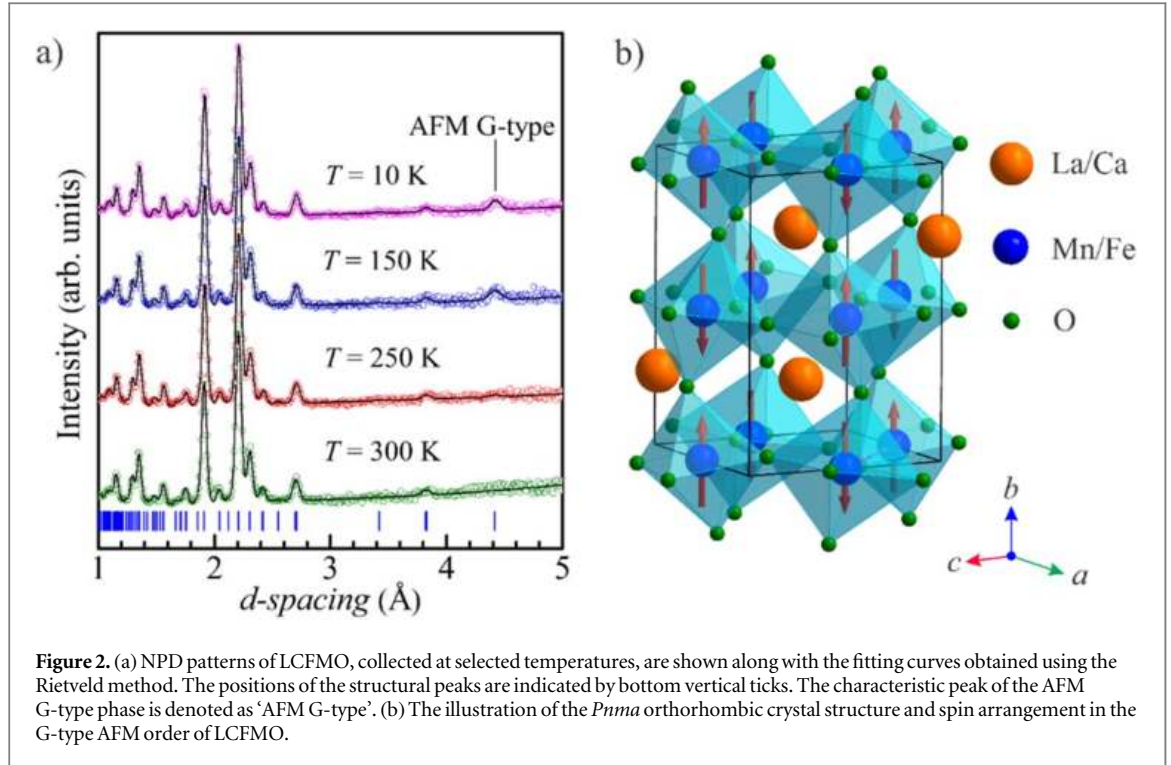 a)
b)
AFM G-type
T = 10 K
T = 150 K
T = 250 K
T = 300 K
Intensity (arb. units)
1 2 3 4 5
d-spacing (Å)
La/Ca
Mn/Fe
O
b
c
a
Figure 2. (a) NPD patterns of LCFMO, collected at selected temperatures, are shown along with the fitting curves obtained using the
Rietveld method. The positions of the structural peaks are indicated by bottom vertical ticks. The characteristic peak of the AFM
G-type phase is denoted as ‘AFM G-type’. (b) The illustration of the Pnma orthorhombic crystal structure and spin arrangement in the
G-type AFM order of LCFMO.